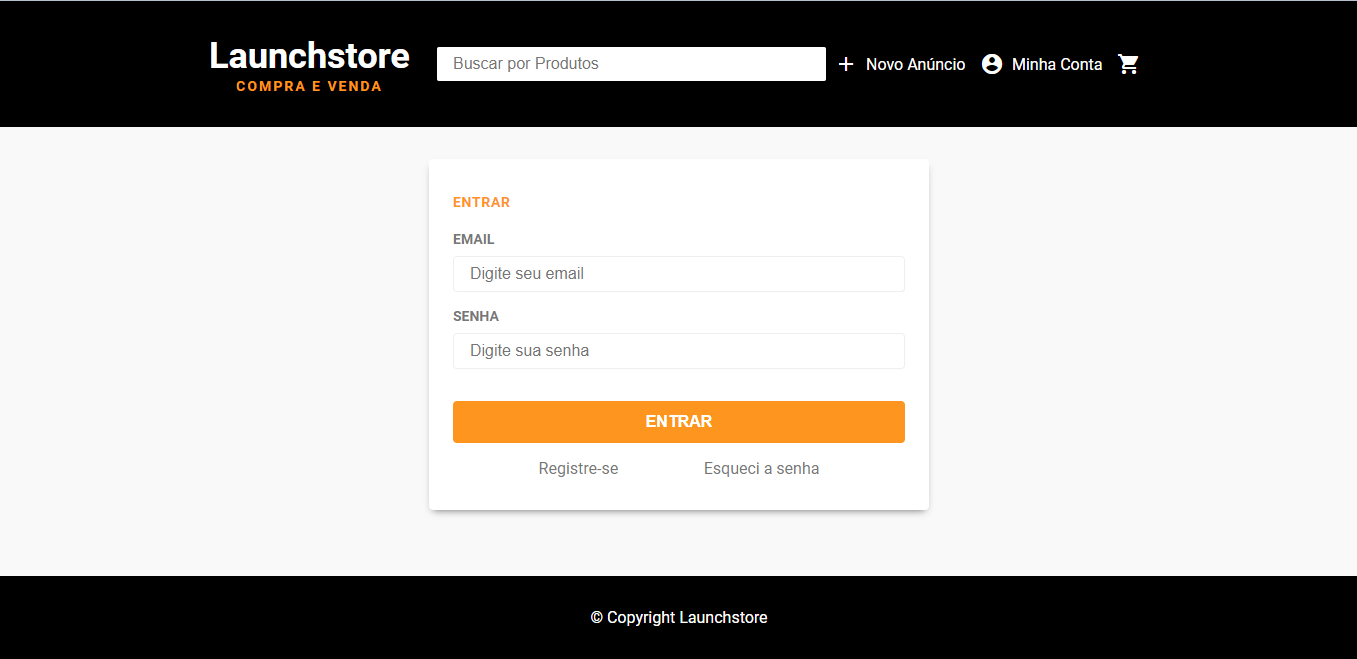 Launchstore
COMPRA E VENDA
Buscar por Produtos
Novo Anúncio
Minha Conta
ENTRAR
EMAIL
Digite seu email
SENHA
Digite sua senha
ENTRAR
Registre-se
Esqueci a senha
© Copyright Launchstore